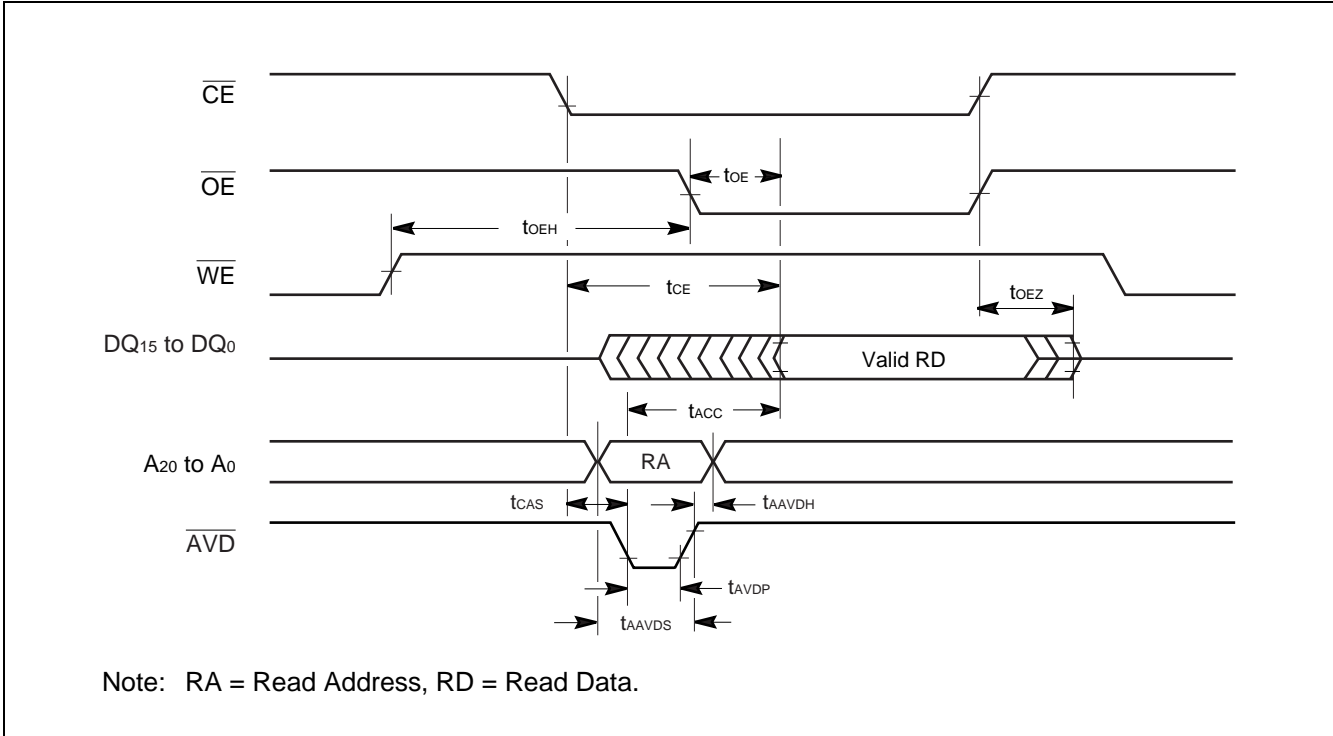 CE
OE
tOE
tOEH
WE
tCE
tOEZ
DQ15 to DQ0
Valid RD
tACC
A20 to A0
RA
tCAS
tAAVDH
AVD
tAVDP
tAAVDS
Note: RA = Read Address, RD = Read Data.